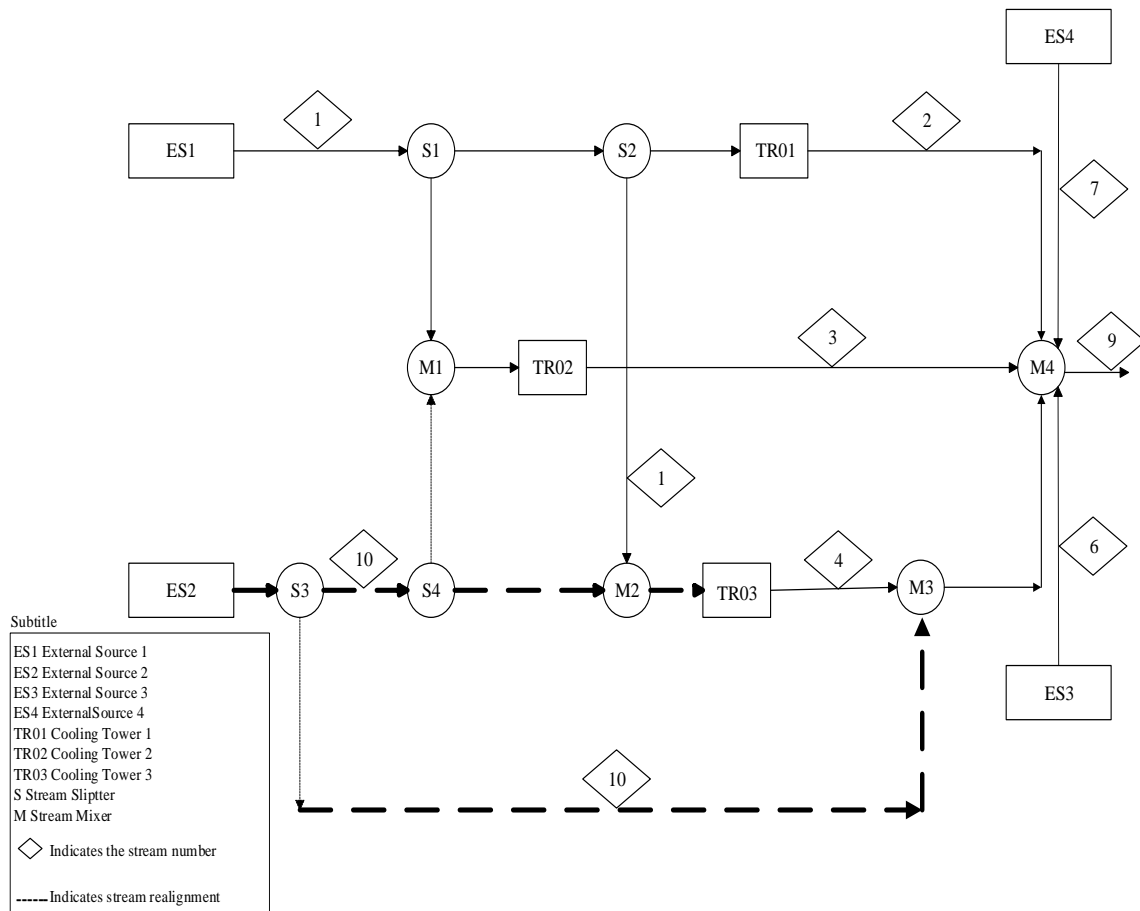 ES4
1
2
ES1
S1
S2
TR01
7
3
9
M1
TR02
M4
1
10
4
6
ES2
S3
S4
M2
TR03
M3
Subtitle
ES1 External Source 1
ES2 External Source 2
ES3 External Source 3
ES4 ExternalSource 4
TR01 Cooling Tower 1
TR02 Cooling Tower 2
TR03 Cooling Tower 3
S Stream Sliptter
M Stream Mixer
Indicates the stream number
Indicates stream realignment
ES3
10